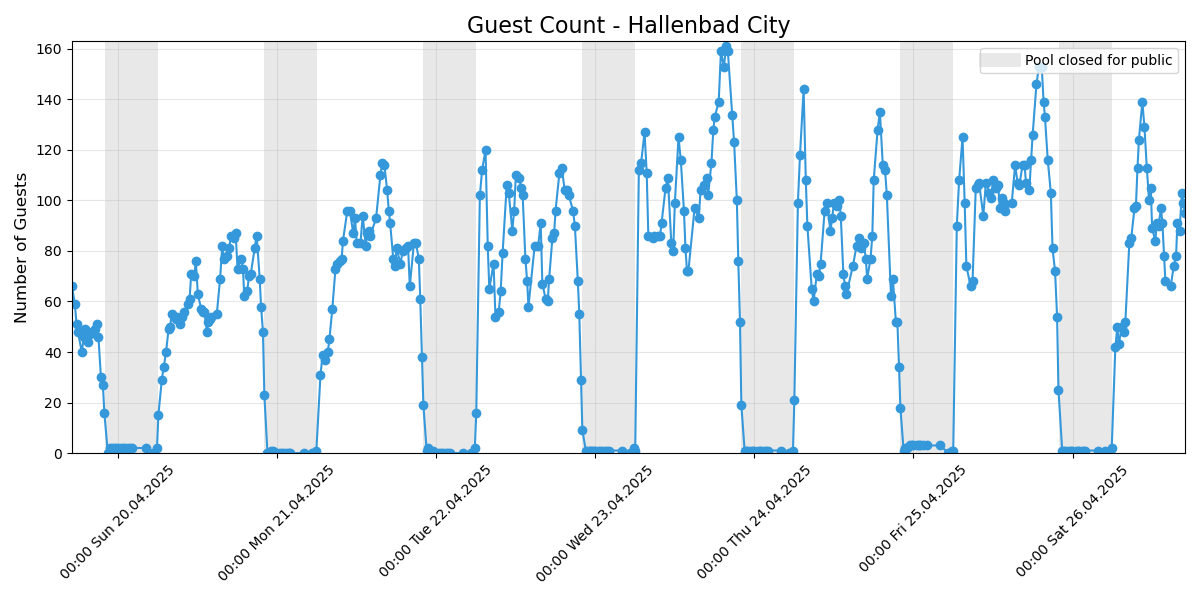 Guest Count - Hallenbad City
Pool closed for public
Number of Guests
160
140
120
100
80
60
40
20
0
00:00 Sun 20.04.2025
00:00 Mon 21.04.2025
00:00 Tue 22.04.2025
00:00 Wed 23.04.2025
00:00 Thu 24.04.2025
00:00 Fri 25.04.2025
00:00 Sat 26.04.2025